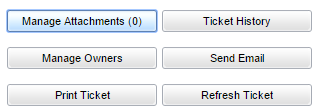 Manage Attachments (0)
Ticket History
Manage Owners
Send Email
Print Ticket
Refresh Ticket